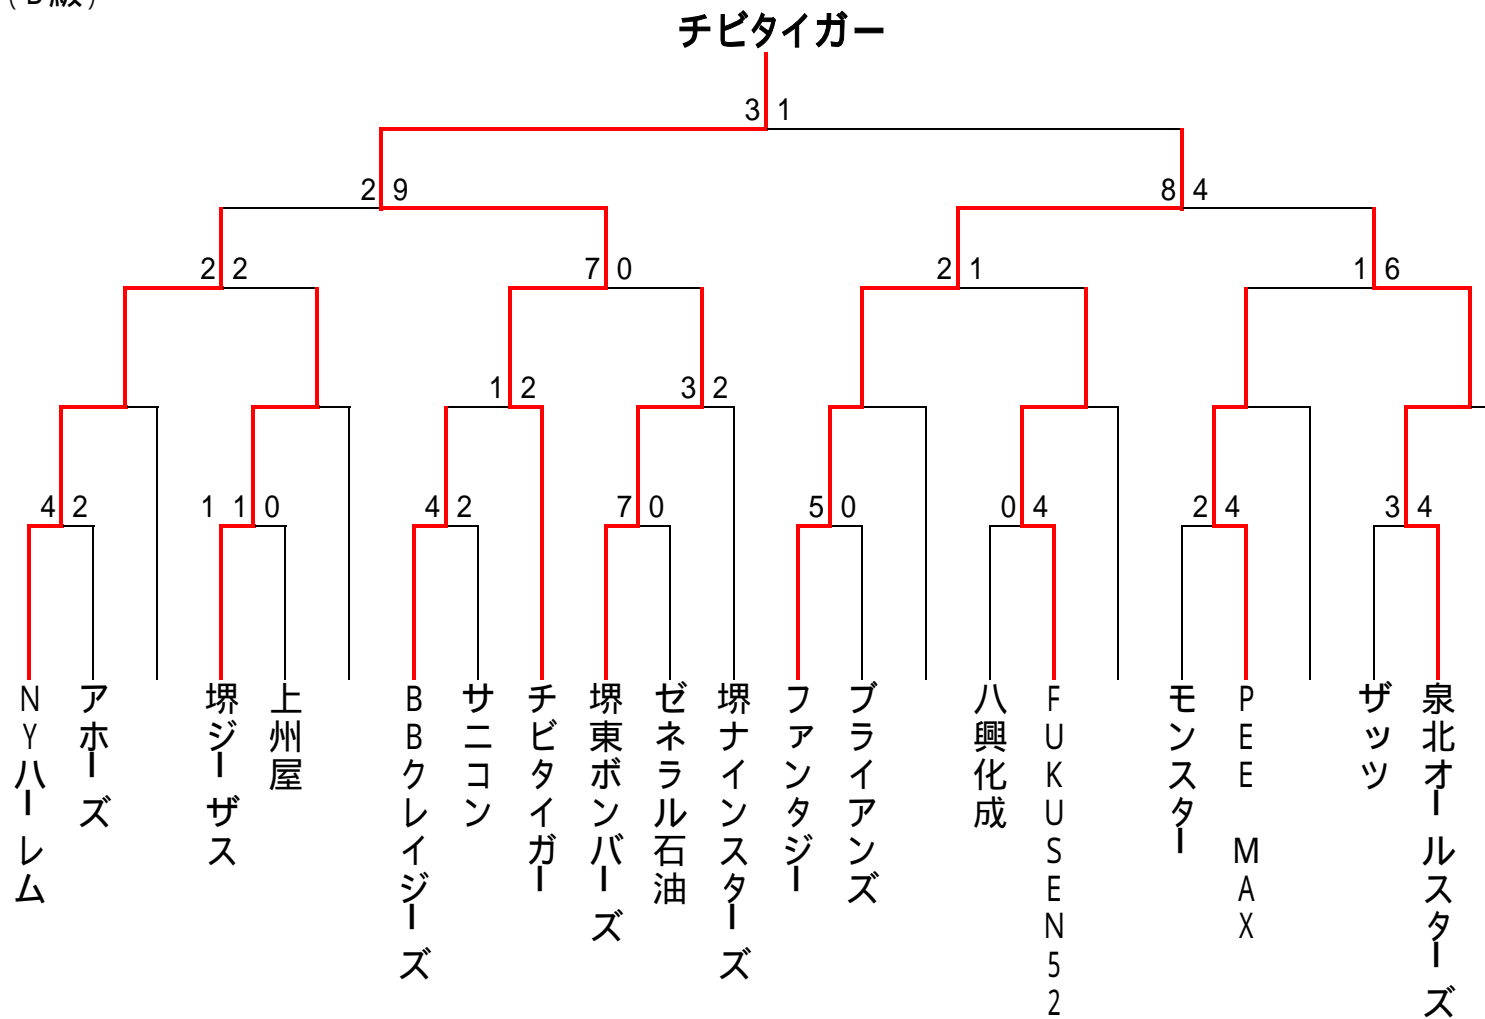 チビタイガー
3 1
2 9
8 4
2 2
7 0
2 1
1 6
1 2
3 2
4 2
1 1 0
4 2
7 0
5 0
0 4
2 4
3 4
NYハーレム
アホーズ
堺ジーザス
上州屋
BBクレイジーズ
サニコン
チビタイガー
堺東ボンバーズ
ゼネラル石油
堺ナインスターズ
ファンタジー
ブライアンズ
八興化成
FUKUSEN52
モンスター
PEE MAX
ザッツ
泉北オールスターズ